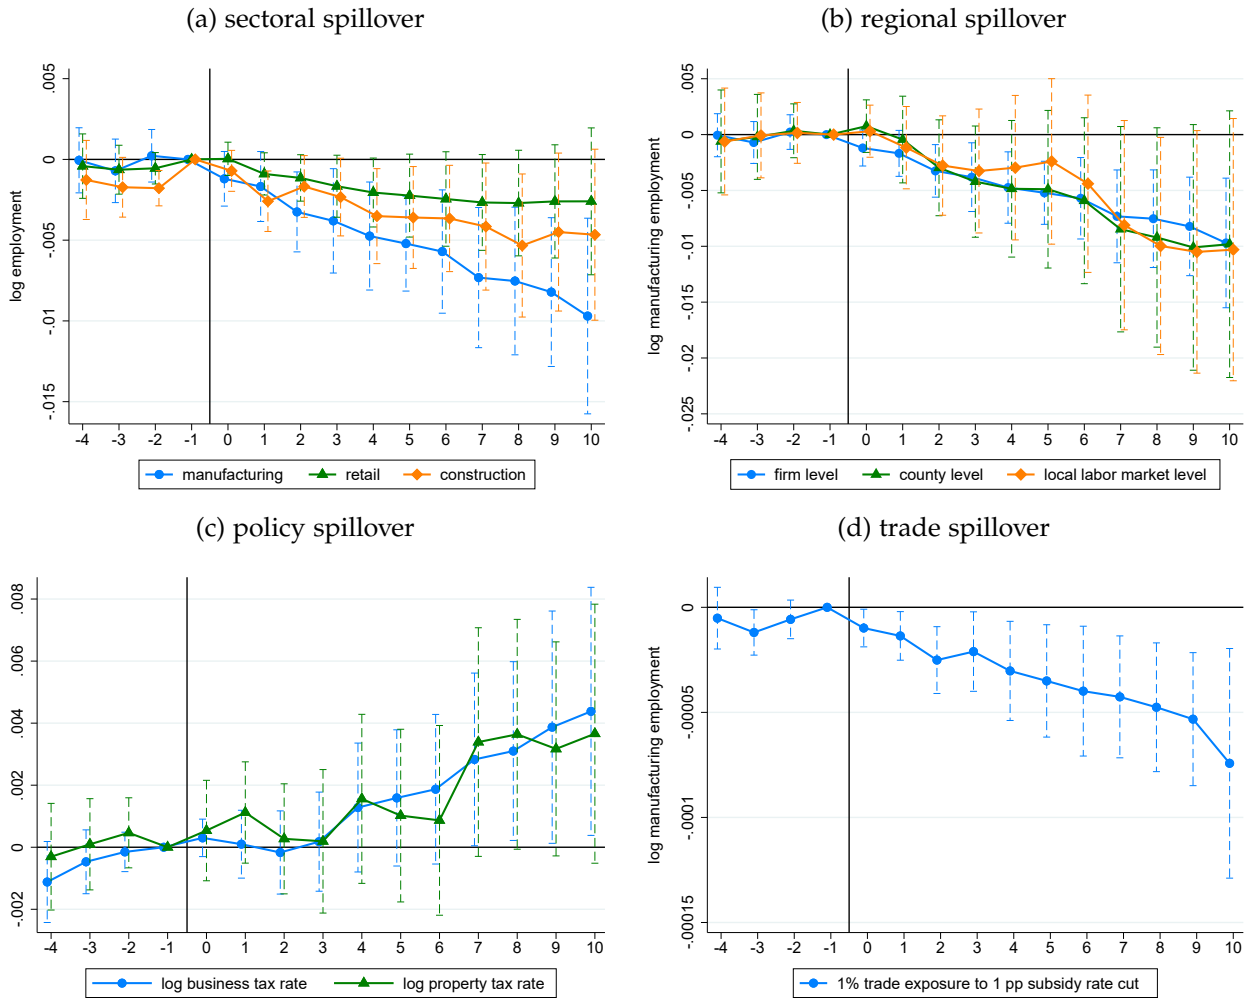 (a) sectoral spillover
log employment
.005
0
-.005
-.01
-.015
-4 -3 -2 -1 0 1 2 3 4 5 6 7 8 9 10
manufacturing retail construction
(b) regional spillover
log manufacturing employment
.005
0
-.005
-.01
-.015
-.02
-.025
-4 -3 -2 -1 0 1 2 3 4 5 6 7 8 9 10
firm level county level local labor market level
(c) policy spillover
.008
.006
.004
.002
0
-.002
-4 -3 -2 -1 0 1 2 3 4 5 6 7 8 9 10
log business tax rate log property tax rate
(d) trade spillover
log manufacturing employment
0
-.00005
-.0001
-.00015
-4 -3 -2 -1 0 1 2 3 4 5 6 7 8 9 10
1% trade exposure to 1 pp subsidy rate cut